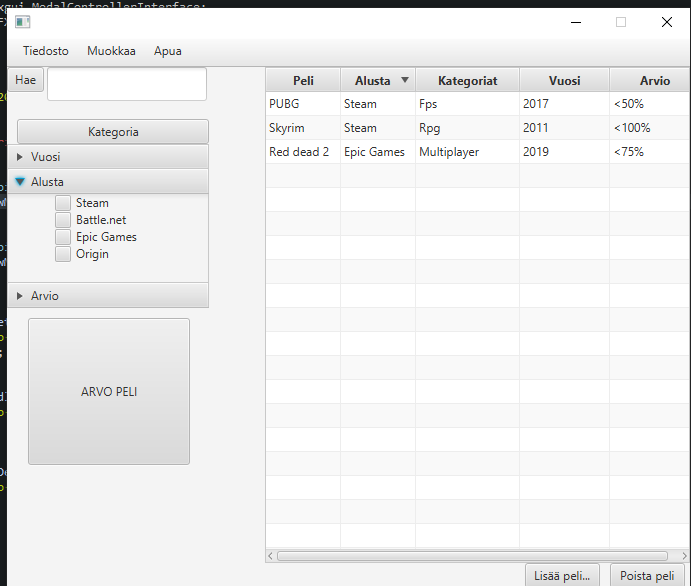 xgui.ModalControllerInterface;
Tiedosto Muokkaa Apua
Hae
Kategoria
Vuosi
Alusta
Steam
Battle.net
Epic Games
Origin
Arvio
ARVO PELI
Peli Alusta Kategoriat Vuosi Arvio
PUBG Steam Fps 2017 <50%
Skyrim Steam Rpg 2011 <100%
Red dead 2 Epic Games Multiplayer 2019 <75%
Lisää peli... Poista peli